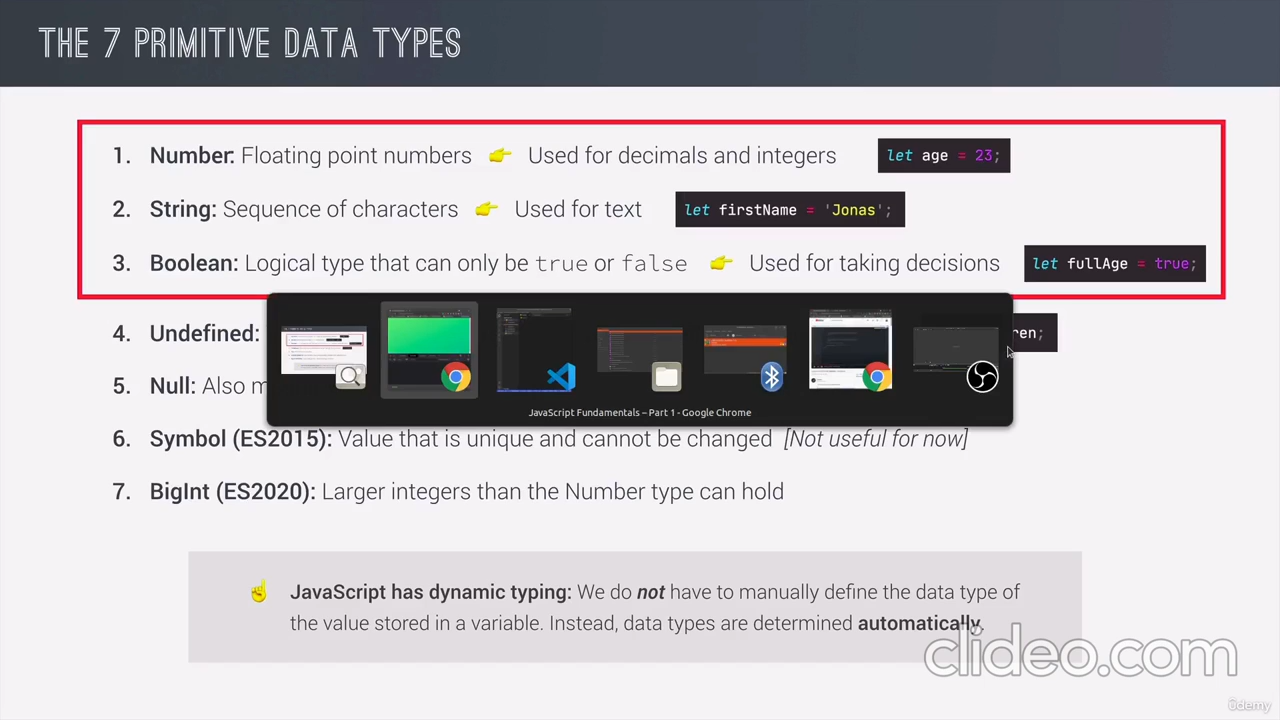 THE 7 PRIMITIVE DATA TYPES
1. Number: Floating point numbers 👉 Used for decimals and integers let age = 23;
2. String: Sequence of characters 👉 Used for text let firstName = 'Jonas';
3. Boolean: Logical type that can only be true or false 👉 Used for taking decisions let fullAge = true;
4. Undefined: ren;
5. Null: Also
JavaScript Fundamentals – Part 1 - Google Chrome
6. Symbol (ES2015): Value that is unique and cannot be changed [Not useful for now]
7. BigInt (ES2020): Larger integers than the Number type can hold
☝ JavaScript has dynamic typing: We do not have to manually define the data type of
the value stored in a variable. Instead, data types are determined automatically.
clideo.com
ûdemy